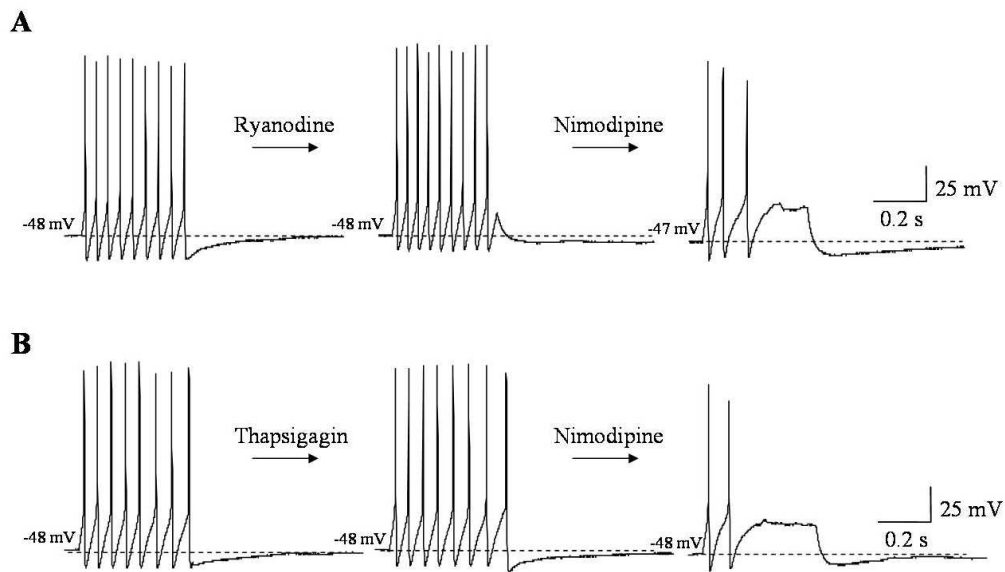 A
Ryanodine
Nimodipine
25 mV
0.2 s
-48 mV
-48 mV
-47 mV
B
Thapsigagin
Nimodipine
25 mV
0.2 s
-48 mV
-48 mV
-48 mV